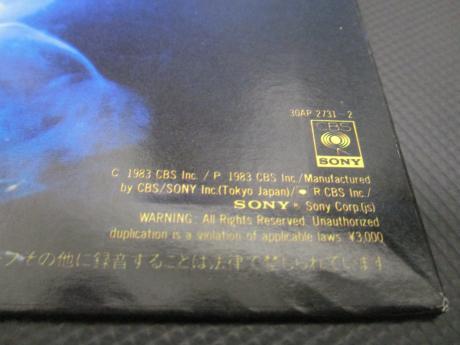 30AP 2731-2
CBS
SONY
C 1983 CBS Inc. / P 1983 CBS Inc./Manufactured
by CBS/SONY Inc.(Tokyo Japan)/ R.CBS Inc./
SONY Sony Corp.(js)
WARNING: All Rights Reserved. Unauthorized
duplication is a violation of applicable laws. ¥3,000
プその他に録音することは法律で禁じられています